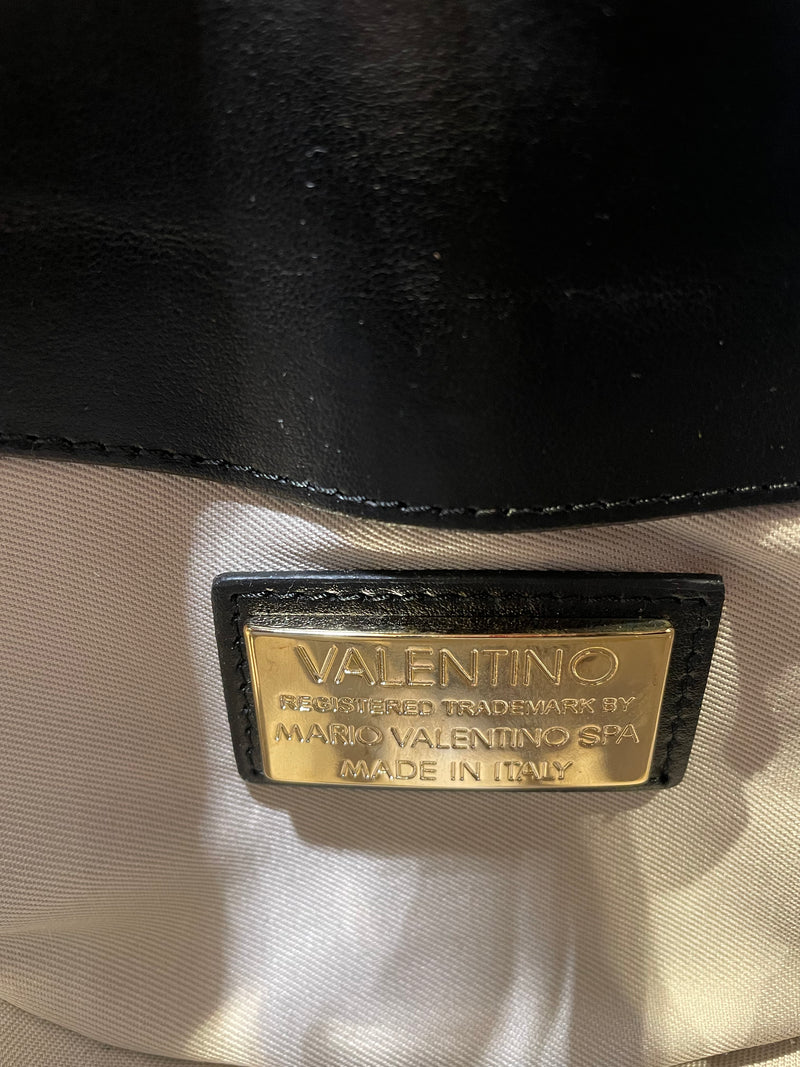 VALENTINO
REGISTERED TRADEMARK BY
MARIO VALENTINO SPA
MADE IN ITALY